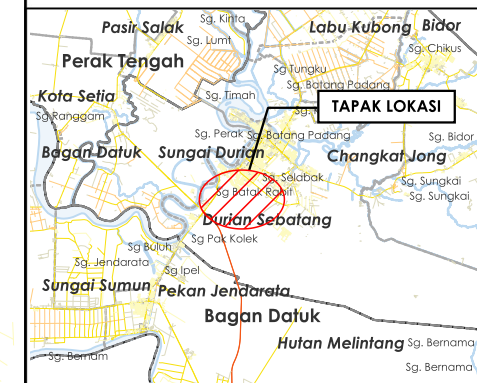 Sg. Kinta
Pasir Salak
Labu Kubong
Bidor
Sg. Lumt
Sg. Chikus
Perak Tengah
Sg Tungku
Sg. Batang Padang
Kota Setia
Sg. Timah
TAPAK LOKASI
Sg Ranggam
Sg. Perak
Sg Batang Padang
Sg. Bidor
Bagan Datuk
Sungai Durian
Changkat Jong
Sg. Selabak
Sg. Sungkai
Sg Batak Rabit
Sg. Sungkai
Durian Sebatang
Sg Pak Kolek
Sg Buluh
Sg. Jendarata
Sg Ipel
Sungai Sumun
Pekan Jendarata
Bagan Datuk
Hutan Melintang
Sg. Bernama
Sg. Bernam
Sg. Bernama